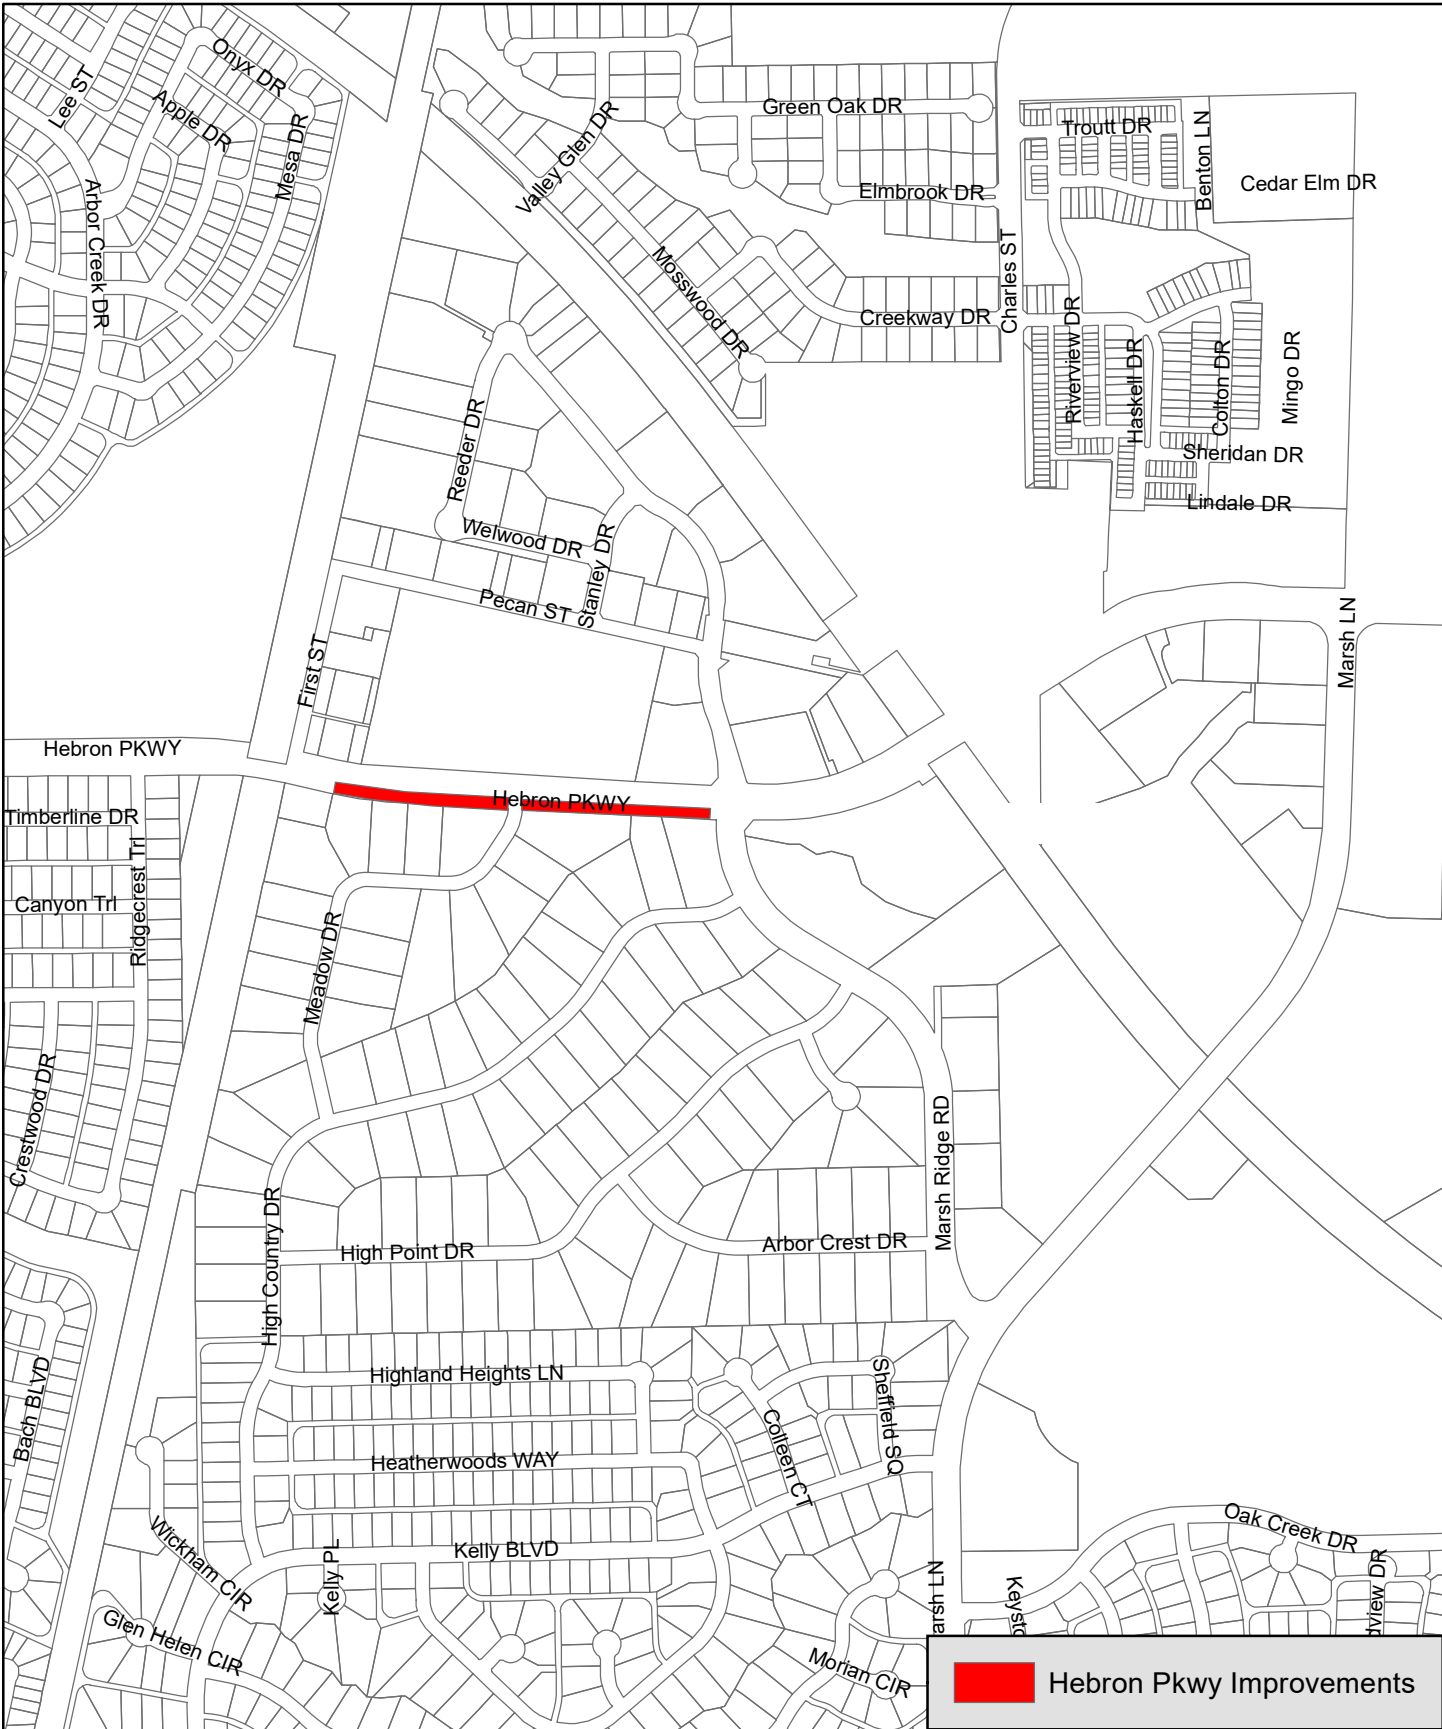 Onyx DR
Lee ST
Apple DR
Mesa DR
Arbor Creek DR
Valley Glen DR
Green Oak DR
Troutt DR
Benton LN
Cedar Elm DR
Elmbrook DR
Charles ST
Mosswood DR
Creekway DR
Riverview DR
Haskell DR
Colton DR
Mingo DR
Reeder DR
Sheridan DR
Lindale DR
Welwood DR
Stanley DR
Pecan ST
First ST
Marsh LN
Hebron PKWY
Hebron PKWY
Timberline DR
Ridgecrest Trl
Canyon Trl
Meadow DR
Crestwood DR
Marsh Ridge RD
High Country DR
High Point DR
Arbor Crest DR
Bach BLVD
Highland Heights LN
Sheffield SQ
Colleen CT
Heatherwoods WAY
Wickham CIR
Kelly PL
Kelly BLVD
Oak Creek DR
Glen Helen CIR
Morian CIR
arsh LN
Keysto
dview DR
Hebron Pkwy Improvements